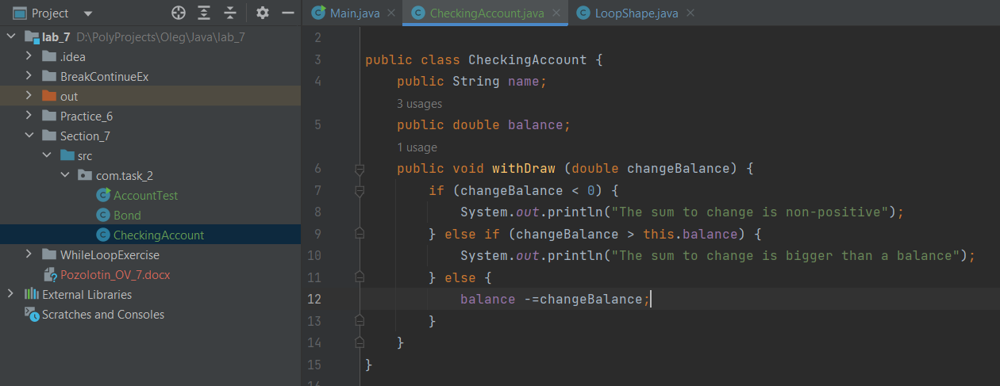 Project
Main.java
CheckingAccount.java
LoopShape.java
lab_7 D:\PolyProjects\Oleg\Java\lab_7
.idea
BreakContinueEx
out
Practice_6
Section_7
src
com.task_2
AccountTest
Bond
CheckingAccount
WhileLoopExercise
Pozolotin_OV_7.docx
External Libraries
Scratches and Consoles
2
3 public class CheckingAccount {
4 public String name;
3 usages
5 public double balance;
1 usage
6 public void withDraw (double changeBalance) {
7 if (changeBalance < 0) {
8 System.out.println("The sum to change is non-positive");
9 } else if (changeBalance > this.balance) {
10 System.out.println("The sum to change is bigger than a balance");
11 } else {
12 balance -=changeBalance;
13 }
14 }
15 }
16